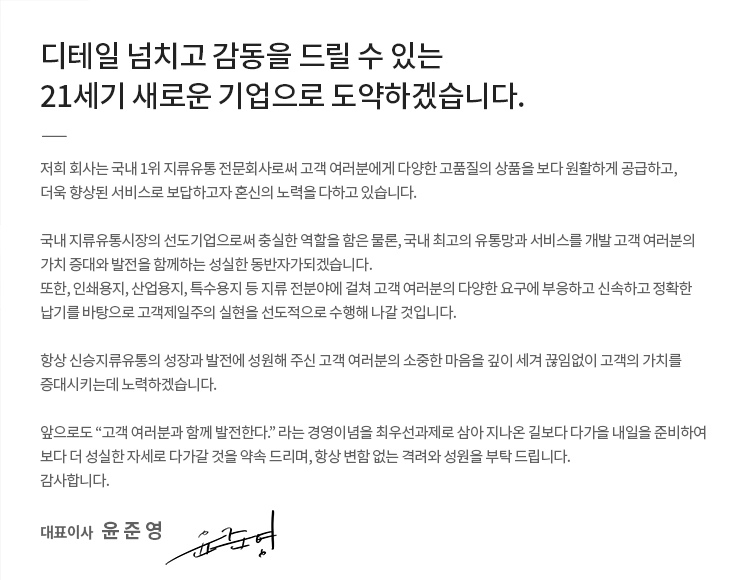 디테일 넘치고 감동을 드릴 수 있는
21세기 새로운 기업으로 도약하겠습니다.
저희 회사는 국내 1위 지류유통 전문회사로써 고객 여러분에게 다양한 고품질의 상품을 보다 원활하게 공급하고,
더욱 향상된 서비스로 보답하고자 혼신의 노력을 다하고 있습니다.
국내 지류유통시장의 선도기업으로써 충실한 역할을 함은 물론, 국내 최고의 유통망과 서비스를 개발 고객 여러분의
가치 증대와 발전을 함께하는 성실한 동반자가되겠습니다.
또한, 인쇄용지, 산업용지, 특수용지 등 지류 전분야에 걸쳐 고객 여러분의 다양한 요구에 부응하고 신속하고 정확한
납기를 바탕으로 고객제일주의 실현을 선도적으로 수행해 나갈 것입니다.
항상 신승지류유통의 성장과 발전에 성원해 주신 고객 여러분의 소중한 마음을 깊이 세겨 끊임없이 고객의 가치를
증대시키는데 노력하겠습니다.
앞으로도 “고객 여러분과 함께 발전한다.” 라는 경영이념을 최우선과제로 삼아 지나온 길보다 다가올 내일을 준비하여
보다 더 성실한 자세로 다가갈 것을 약속 드리며, 항상 변함 없는 격려와 성원을 부탁 드립니다.
감사합니다.
대표이사 윤 준 영 윤준영